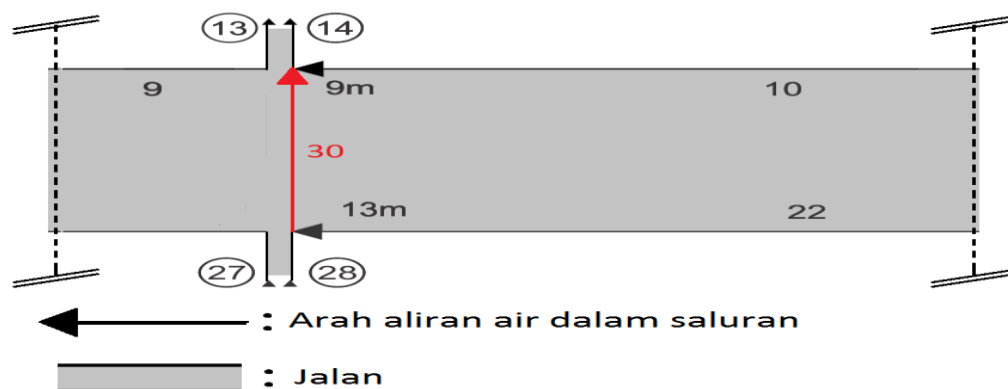 13 14
9 9m 10
30
13m 22
27 28
: Arah aliran air dalam saluran
: Jalan